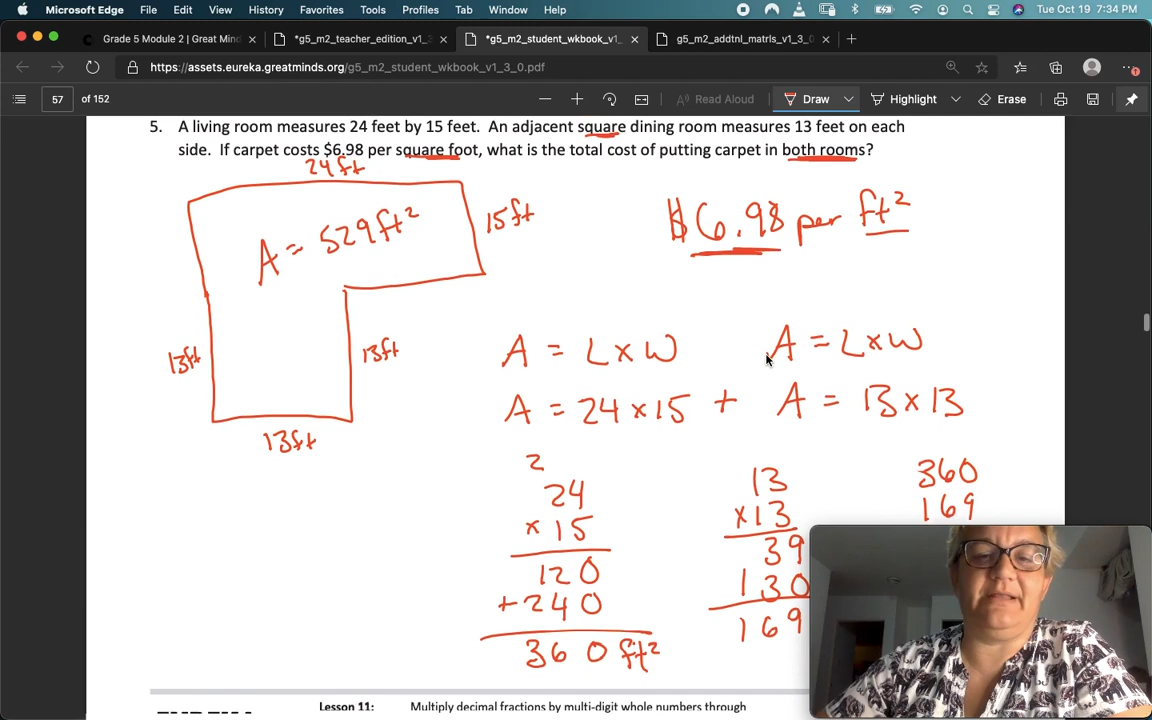 Microsoft Edge File Edit View History Favorites Tools Profiles Tab Window Help Tue Oct 19 7:34 PM
Grade 5 Module 2 | Great Mind *g5_m2_teacher_edition_v1_3 *g5_m2_student_wkbook_v1_ g5_m2_addtnl_matrls_v1_3_0
https://assets.eureka.greatminds.org/g5_m2_student_wkbook_v1_3_0.pdf
57 of 152 Read Aloud Draw Highlight Erase
5. A living room measures 24 feet by 15 feet. An adjacent square dining room measures 13 feet on each
side. If carpet costs $6.98 per square foot, what is the total cost of putting carpet in both rooms?
24ft
15ft
A = 529ft²
13ft
13ft
13ft
$6.98 per ft²
A = L x W
A = L x W
A = 24 x 15 + A = 13 x 13
2
24
x 15
120
+240
360 ft²
13
x13
39
130
169
360
169
Lesson 11: Multiply decimal fractions by multi-digit whole numbers through